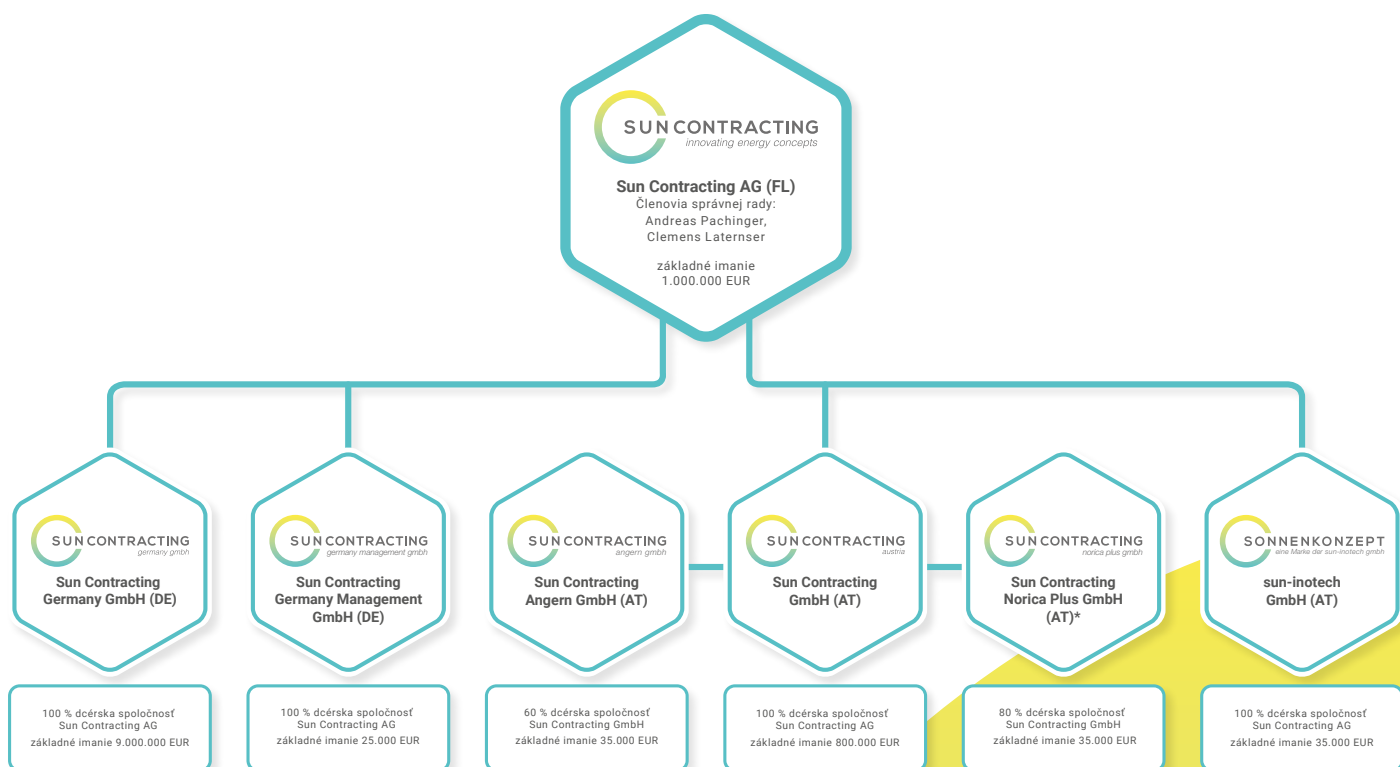 SUN CONTRACTING
innovating energy concepts
Sun Contracting AG (FL)
Členovia správnej rady:
Andreas Pachinger,
Clemens Laternser
základné imanie
1.000.000 EUR
SUN CONTRACTING
germany gmbh
Sun Contracting
Germany GmbH (DE)
100 % dcérska spoločnosť
Sun Contracting AG
základné imanie 9.000.000 EUR
SUN CONTRACTING
germany management gmbh
Sun Contracting
Germany Management
GmbH (DE)
100 % dcérska spoločnosť
Sun Contracting AG
základné imanie 25.000 EUR
SUN CONTRACTING
angern gmbh
Sun Contracting
Angern GmbH (AT)
60 % dcérska spoločnosť
Sun Contracting GmbH
základné imanie 35.000 EUR
SUN CONTRACTING
austria
Sun Contracting
GmbH (AT)
100 % dcérska spoločnosť
Sun Contracting AG
základné imanie 800.000 EUR
SUN CONTRACTING
norica plus gmbh
Sun Contracting
Norica Plus GmbH
(AT)*
80 % dcérska spoločnosť
Sun Contracting GmbH
základné imanie 35.000 EUR
SONNENKONZEPT
eine Marke der sun-inotech gmbh
sun-inotech
GmbH (AT)
100 % dcérska spoločnosť
Sun Contracting AG
základné imanie 35.000 EUR